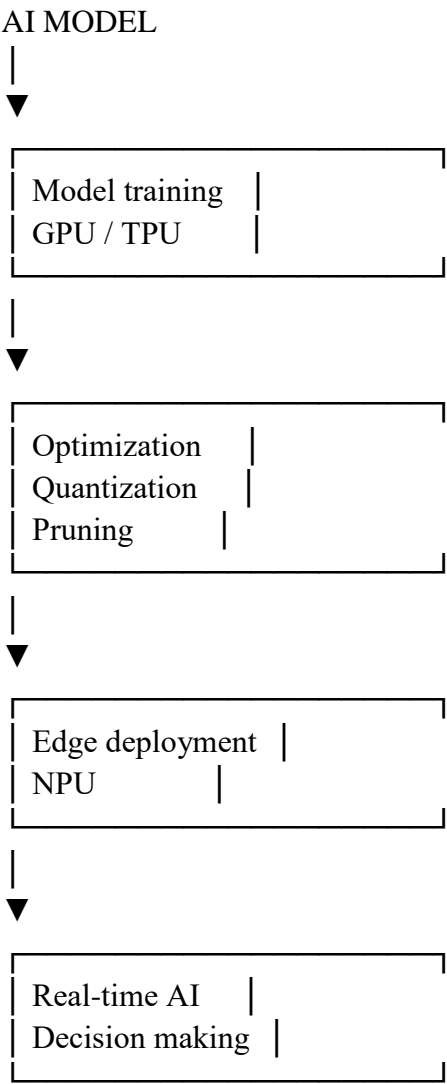 AI MODEL
Model training
GPU / TPU
Optimization
Quantization
Pruning
Edge deployment
NPU
Real-time AI
Decision making